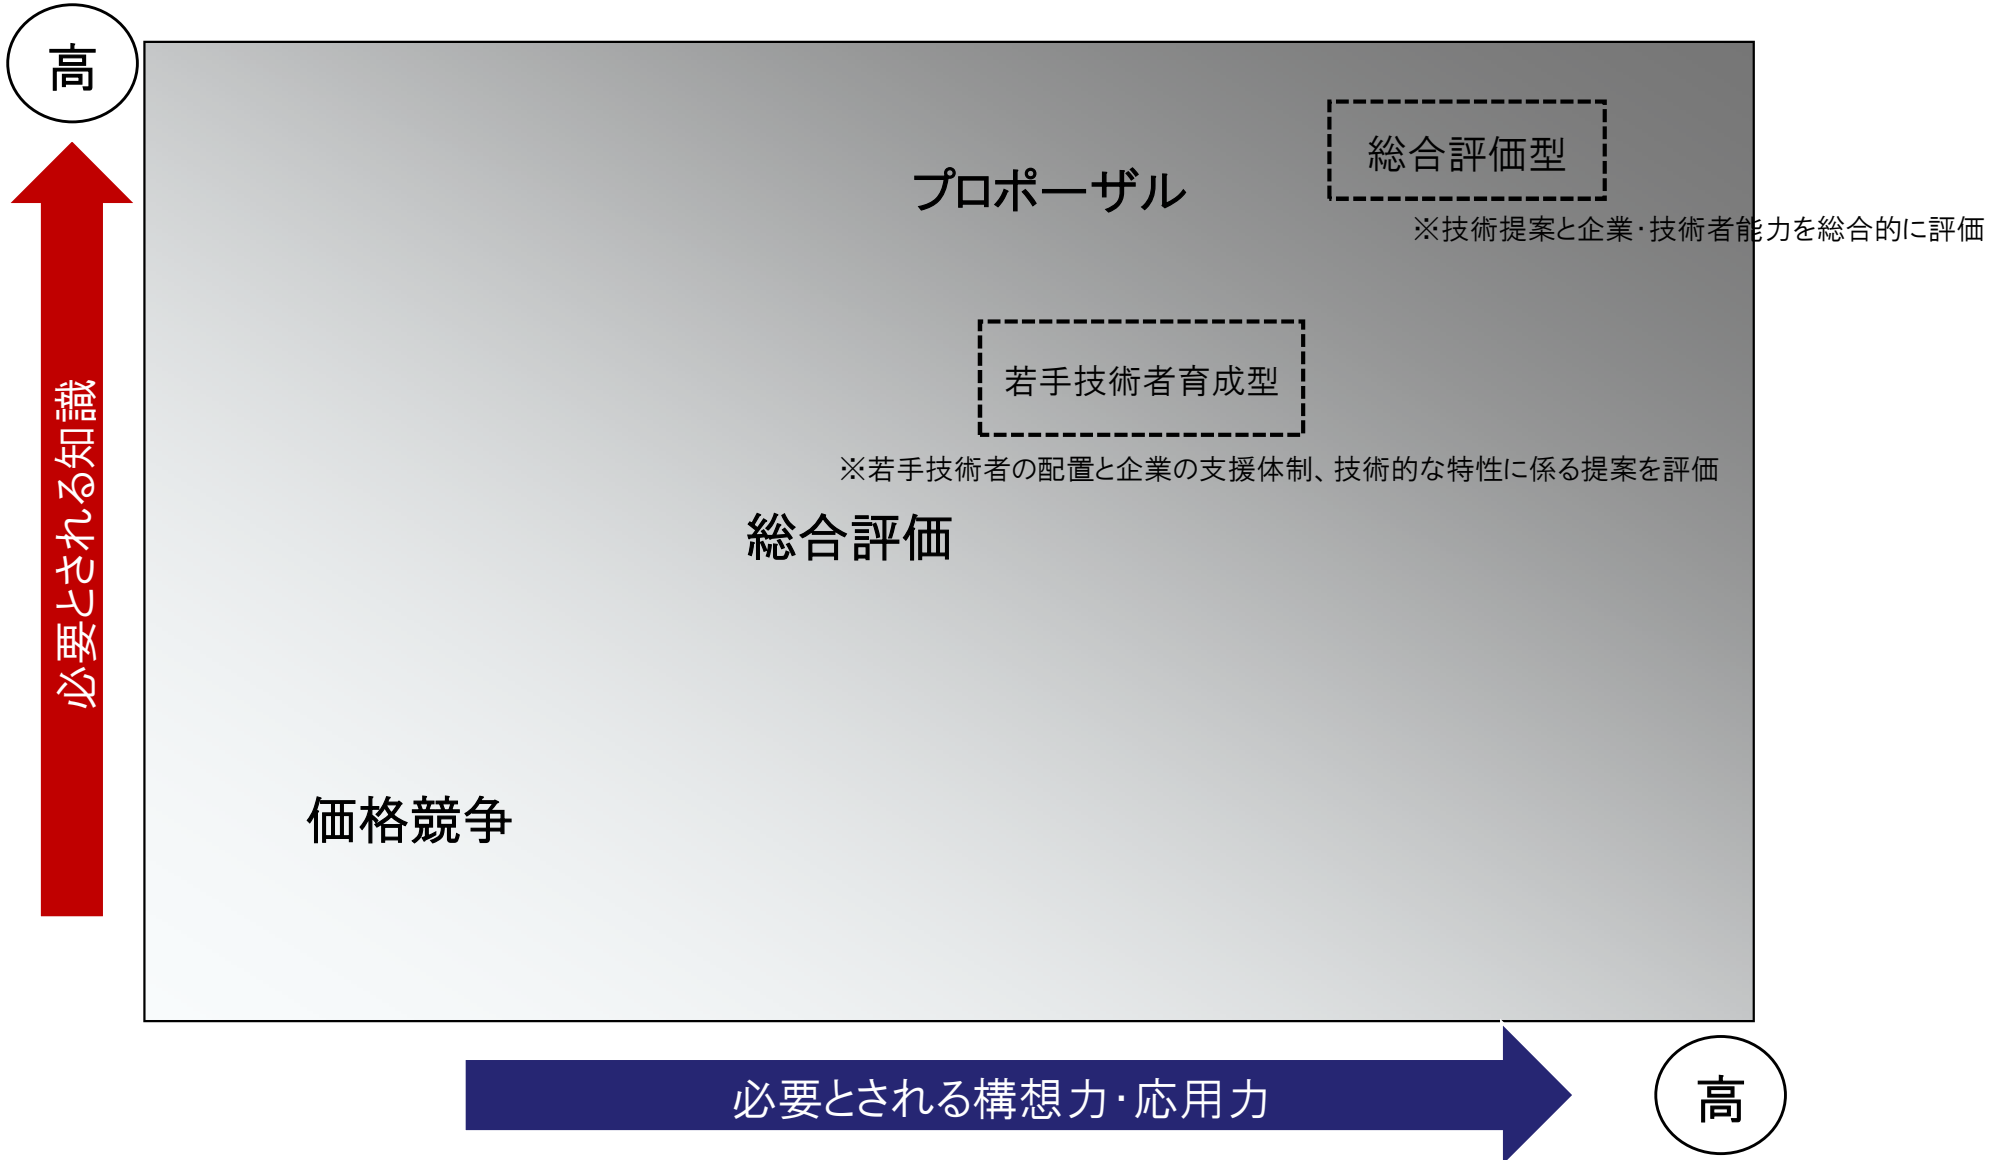 高
必要とされる知識
総合評価型
プロポーザル
※技術提案と企業・技術者能力を総合的に評価
若手技術者育成型
※若手技術者の配置と企業の支援体制、技術的な特性に係る提案を評価
総合評価
価格競争
必要とされる構想力・応用力
高